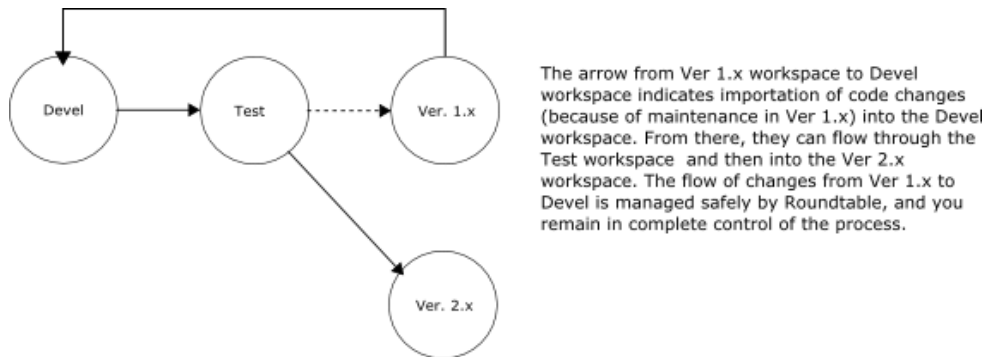 Devel
Test
Ver. 1.x
Ver. 2.x
The arrow from Ver 1.x workspace to Devel
workspace indicates importation of code changes
(because of maintenance in Ver 1.x) into the Devel
workspace. From there, they can flow through the
Test workspace  and then into the Ver 2.x
workspace. The flow of changes from Ver 1.x to
Devel is managed safely by Roundtable, and you
remain in complete control of the process.